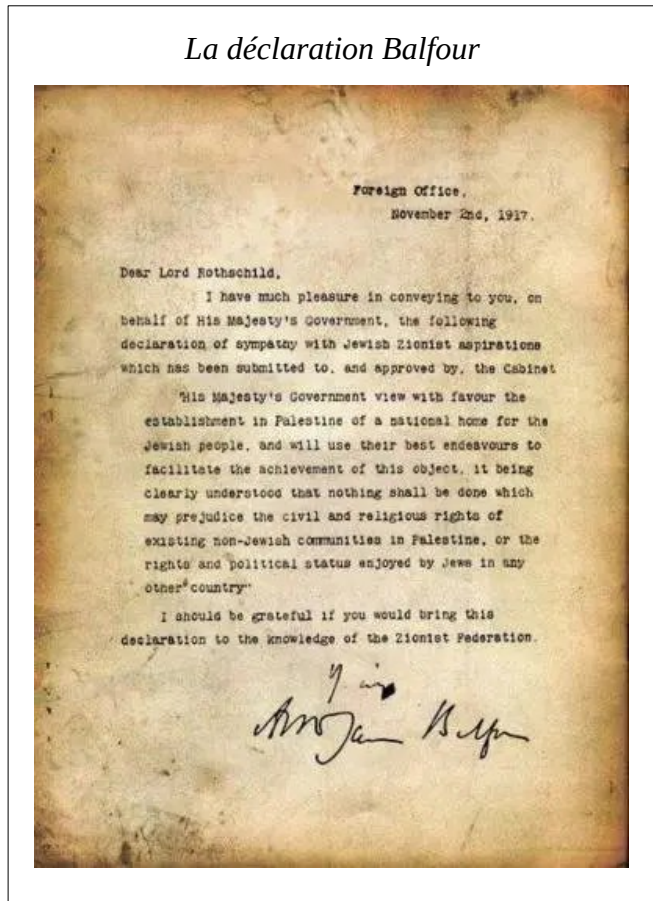 La déclaration Balfour
Foreign Office,
November 2nd, 1917.
Dear Lord Rothschild,
I have much pleasure in conveying to you, on
behalf of His Majesty's Government, the following
declaration of sympathy with Jewish Zionist aspirations
which has been submitted to, and approved by, the Cabinet
"His Majesty's Government view with favour the
establishment in Palestine of a national home for the
Jewish people, and will use their best endeavours to
facilitate the achievement of this object, it being
clearly understood that nothing shall be done which
may prejudice the civil and religious rights of
existing non-Jewish communities in Palestine, or the
rights and political status enjoyed by Jews in any
other country"
I should be grateful if you would bring this
declaration to the knowledge of the Zionist Federation.
Balfour